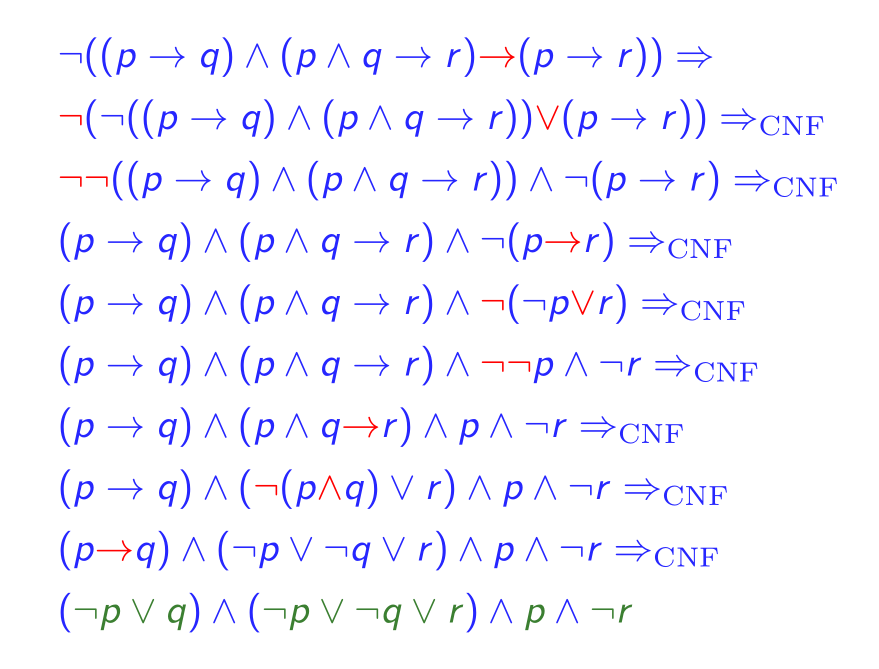 ¬((p → q) ∧ (p ∧ q → r)→(p → r)) ⇒
¬(¬((p → q) ∧ (p ∧ q → r))∨(p → r)) ⇒CNF
¬¬((p → q) ∧ (p ∧ q → r)) ∧ ¬(p → r) ⇒CNF
(p → q) ∧ (p ∧ q → r) ∧ ¬(p→r) ⇒CNF
(p → q) ∧ (p ∧ q → r) ∧ ¬(¬p∨r) ⇒CNF
(p → q) ∧ (p ∧ q → r) ∧ ¬¬p ∧ ¬r ⇒CNF
(p → q) ∧ (p ∧ q→r) ∧ p ∧ ¬r ⇒CNF
(p → q) ∧ (¬(p∧q) ∨ r) ∧ p ∧ ¬r ⇒CNF
(p→q) ∧ (¬p ∨ ¬q ∨ r) ∧ p ∧ ¬r ⇒CNF
(¬p ∨ q) ∧ (¬p ∨ ¬q ∨ r) ∧ p ∧ ¬r